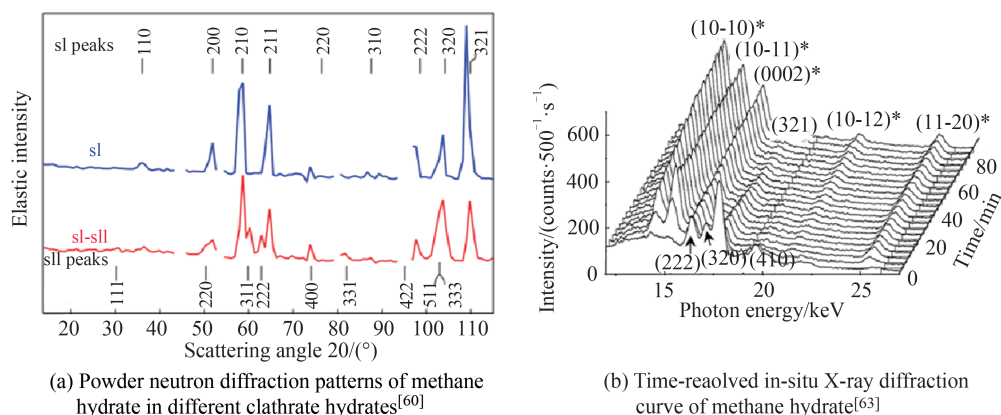 sI peaks
110
200
210
211
220
310
222
320
321
Elastic intensity
sI
sI-sII
sII peaks
111
220
311
222
400
331
422
511
333
20 30 40 50 60 70 80 90 100 110
Scattering angle 20/(°)
(a) Powder neutron diffraction patterns of methane
hydrate in different clathrate hydrates[60]
(10-10)*
(10-11)*
(0002)*
(321)
(10-12)*
(11-20)*
600
400
200
0
Intensity/(counts·500⁻¹·s⁻¹)
(222)
(320)
(410)
80
60
40
20
0
Time/min
15 20 25
Photon energy/keV
(b) Time-reaolved in-situ X-ray diffraction
curve of methane hydrate[63]